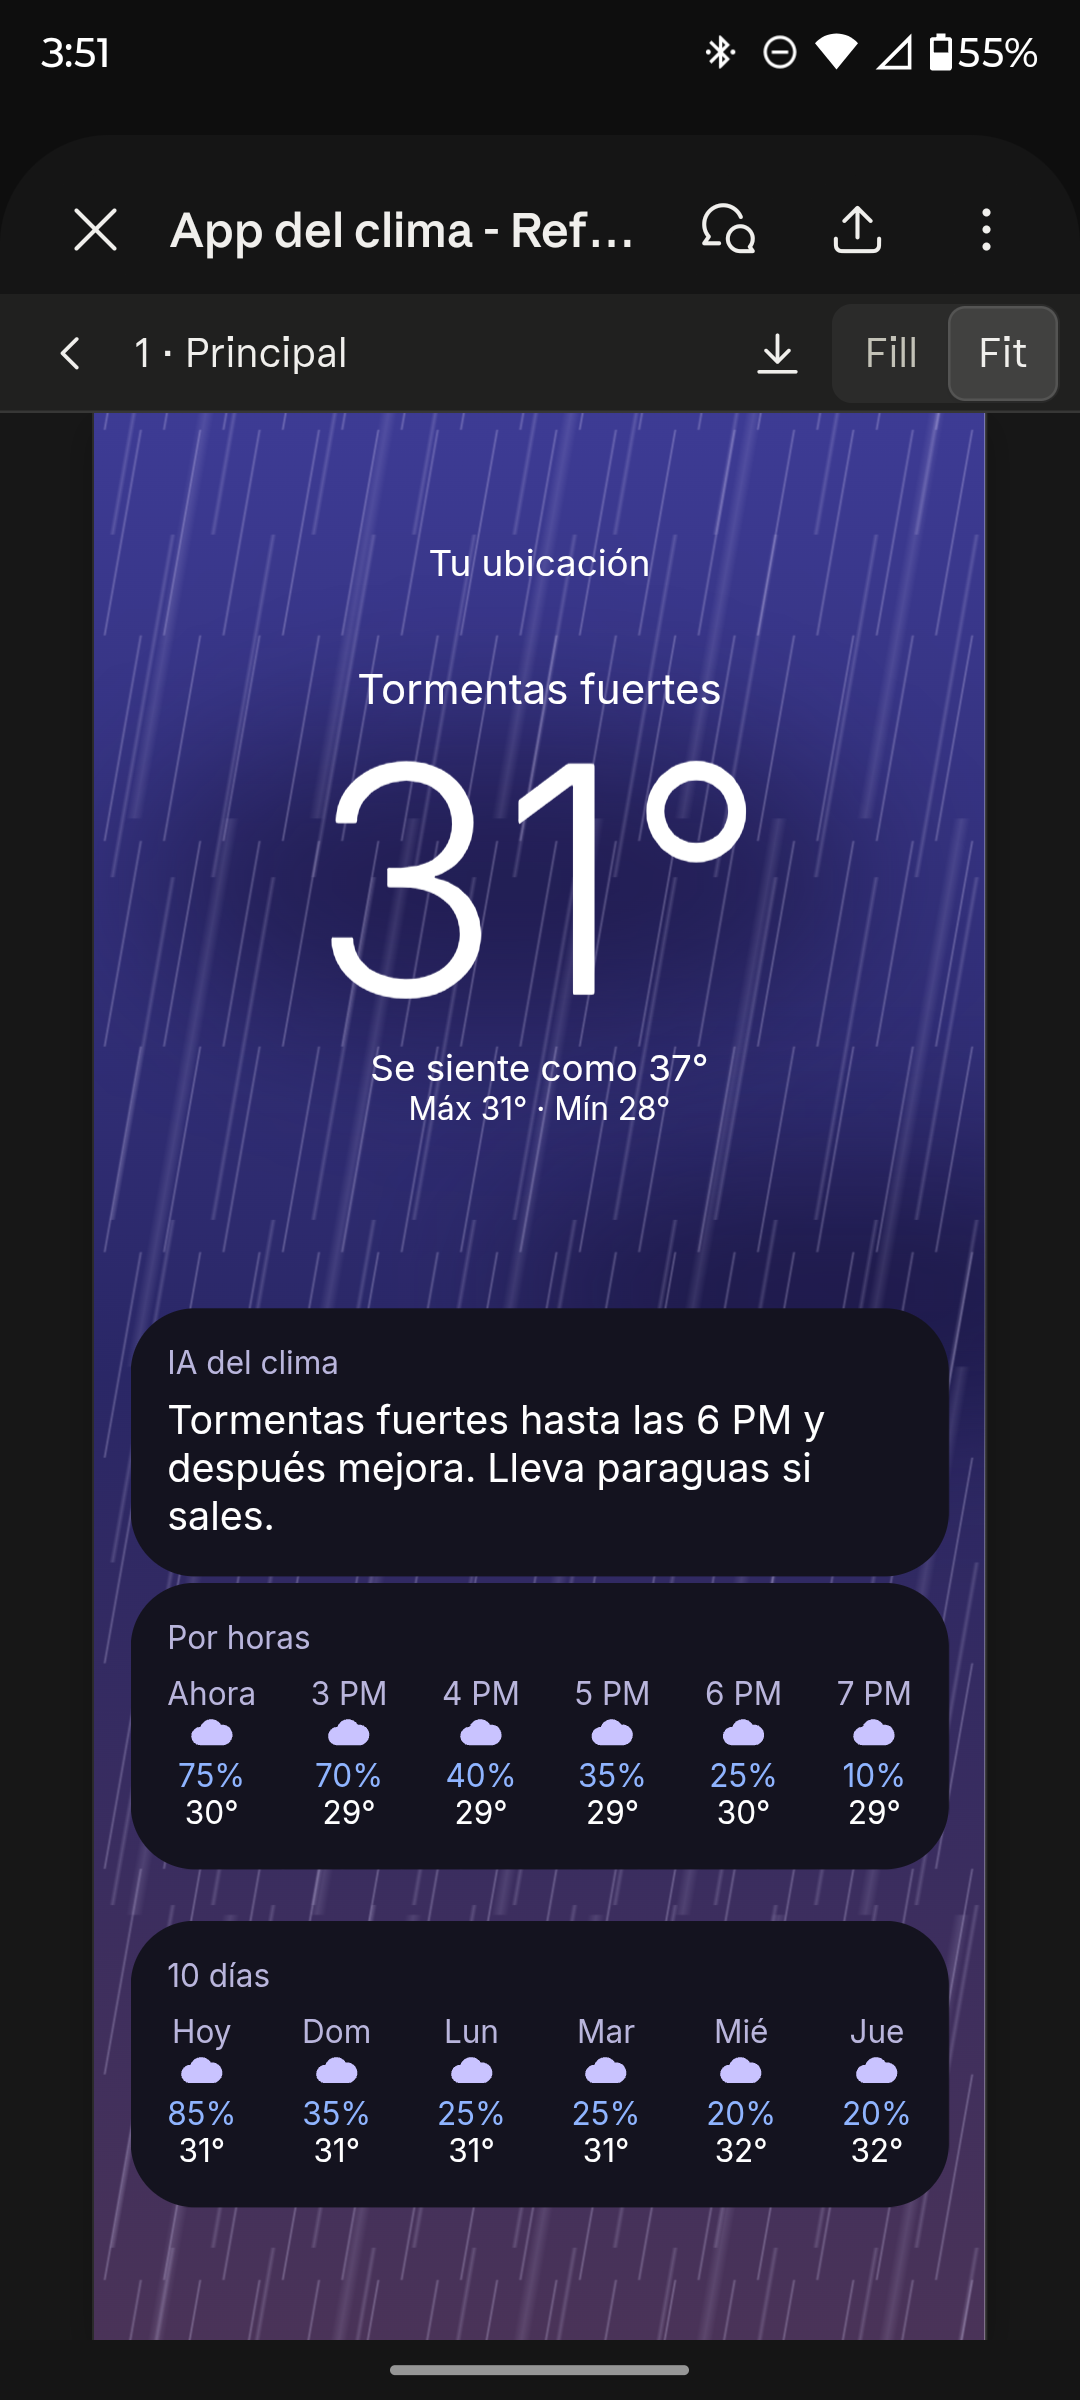 3:51
55%
App del clima - Ref...
1 · Principal
Fill
Fit
Tu ubicación
Tormentas fuertes
31°
Se siente como 37°
Máx 31° · Mín 28°
IA del clima
Tormentas fuertes hasta las 6 PM y
después mejora. Lleva paraguas si
sales.
Por horas
Ahora 3 PM 4 PM 5 PM 6 PM 7 PM
75% 70% 40% 35% 25% 10%
30° 29° 29° 29° 30° 29°
10 días
Hoy Dom Lun Mar Mié Jue
85% 35% 25% 25% 20% 20%
31° 31° 31° 31° 32° 32°